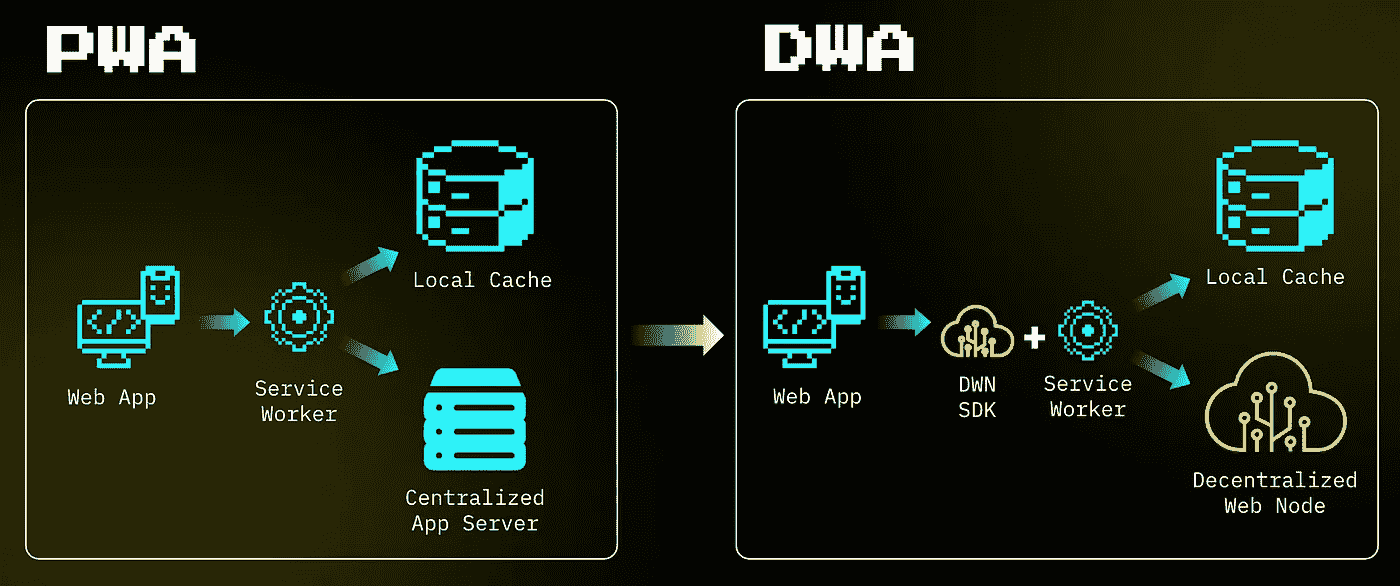 PWA
Local Cache
Web App
Service
Worker
Centralized
App Server
DWA
Local Cache
Web App
DWN
SDK
Service
Worker
Decentralized
Web Node